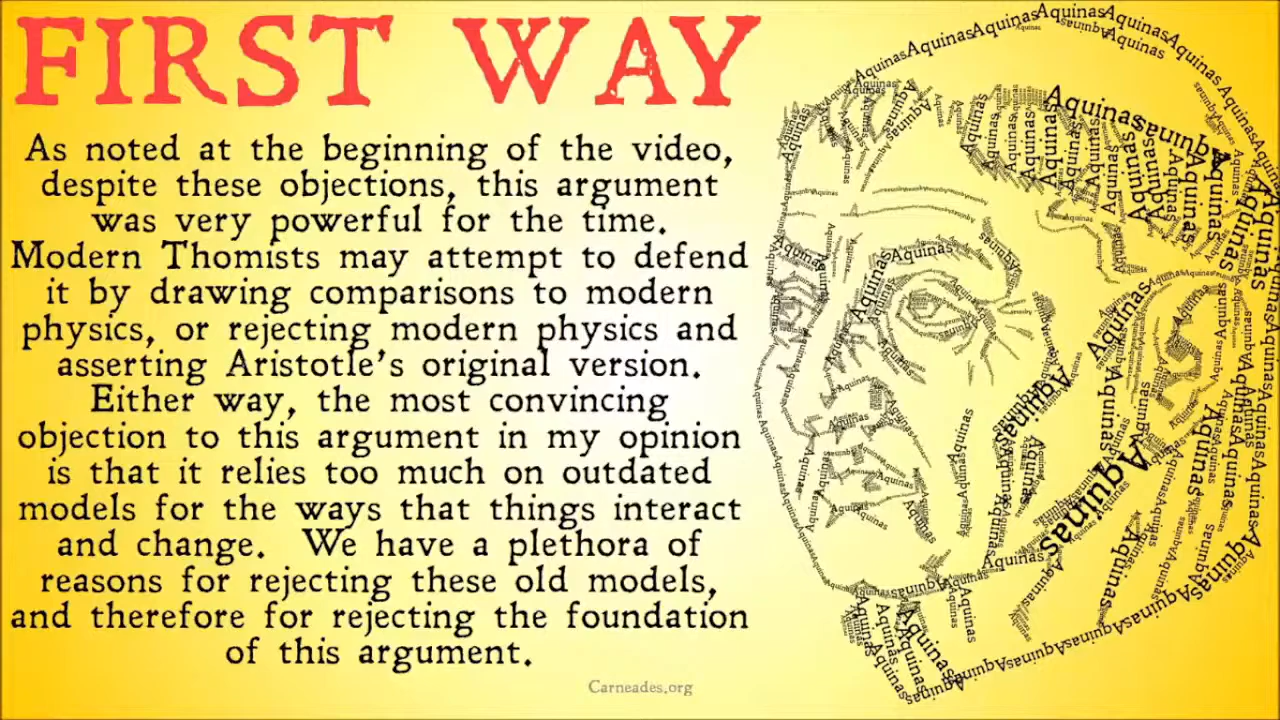 FIRST WAY
As noted at the beginning of the video,
despite these objections, this argument
was very powerful for the time.
Modern Thomists may attempt to defend
it by drawing comparisons to modern
physics, or rejecting modern physics and
asserting Aristotle's original version.
Either way, the most convincing
objection to this argument in my opinion
is that it relies too much on outdated
models for the ways that things interact
and change. We have a plethora of
reasons for rejecting these old models,
and therefore for rejecting the foundation
of this argument.
Carneades.org
Aquinas